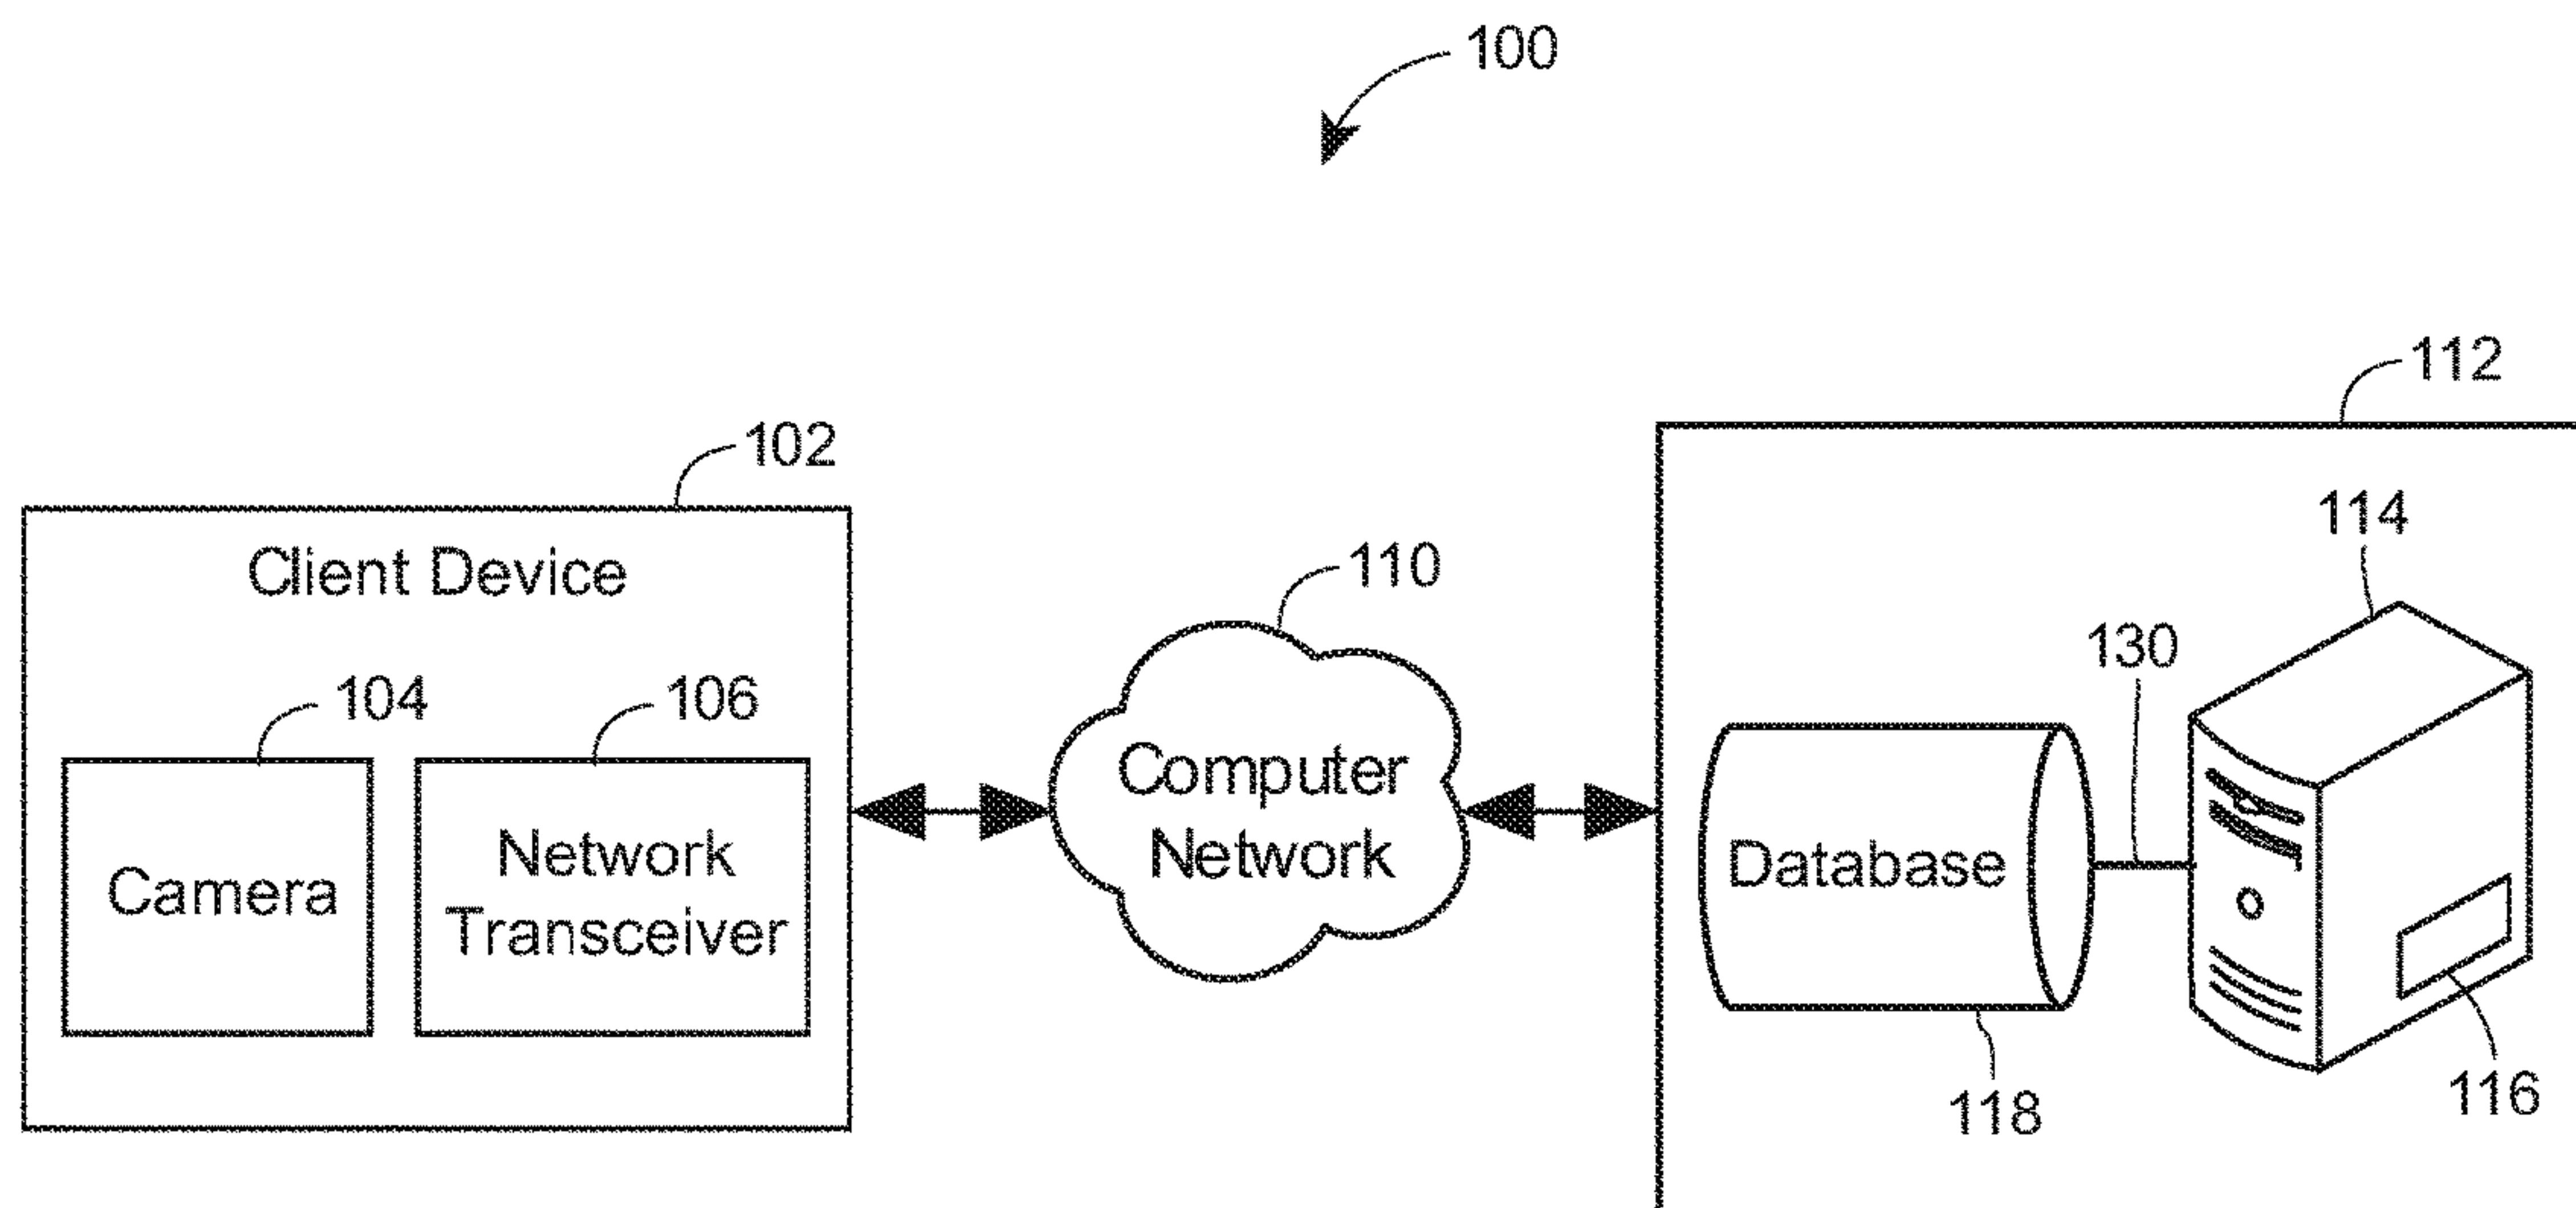 100
112
102
114
Client Device
110
130
104
106
Computer
Network
Camera
Network
Transceiver
Database
118
116